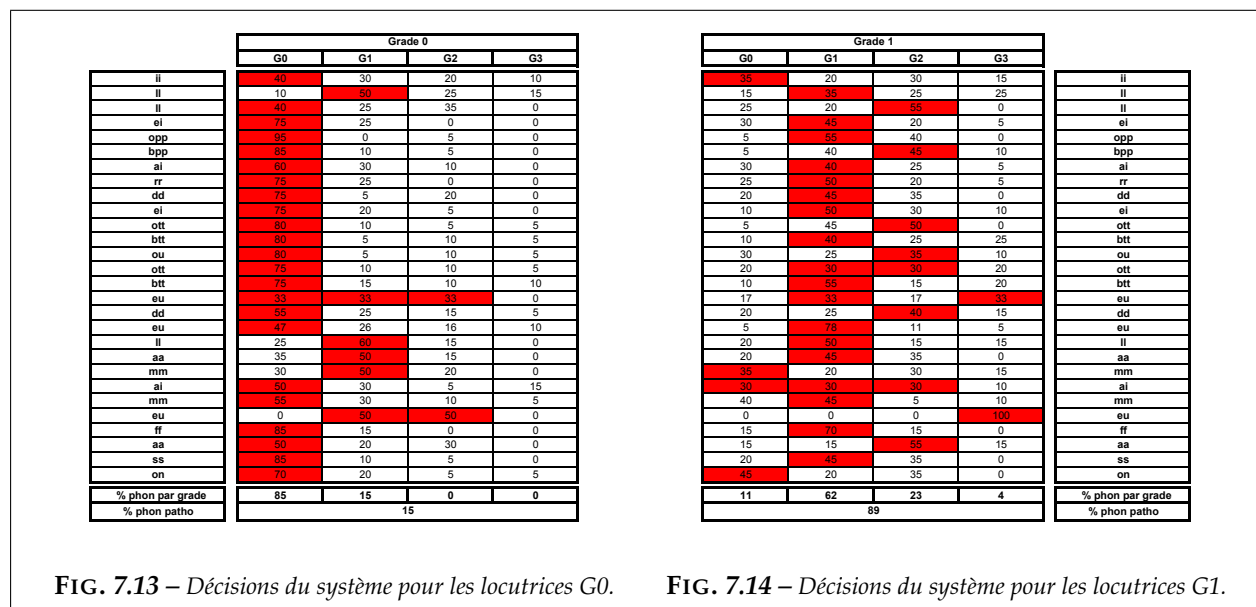 Grade 0
G0 G1 G2 G3
ii 40 30 20 10
ll 10 50 25 15
ll 40 25 35 0
ei 75 25 0 0
opp 95 0 5 0
bpp 85 10 5 0
ai 60 30 10 0
rr 75 25 0 0
dd 75 5 20 0
ei 75 20 5 0
ott 80 10 5 5
btt 80 5 10 5
ou 80 5 10 5
ott 75 10 10 5
btt 75 15 10 10
eu 33 33 33 0
dd 55 25 15 5
eu 47 26 16 10
ll 25 60 15 0
aa 35 50 15 0
mm 30 50 20 0
ai 50 30 5 15
mm 55 30 10 5
eu 0 50 50 0
ff 85 15 0 0
aa 50 20 30 0
ss 85 10 5 0
on 70 20 5 5
% phon par grade 85 15 0 0
% phon patho 15
FIG. 7.13 – Décisions du système pour les locutrices G0.
Grade 1
G0 G1 G2 G3
35 20 30 15 ii
15 35 25 25 ll
25 20 55 0 ll
30 45 20 5 ei
5 55 40 0 opp
5 40 45 10 bpp
30 40 25 5 ai
25 50 20 5 rr
20 45 35 0 dd
10 50 30 10 ei
5 45 50 0 ott
10 40 25 25 btt
30 25 35 10 ou
20 30 30 20 ott
10 55 15 20 btt
17 33 17 33 eu
20 25 40 15 dd
5 78 11 5 eu
20 50 15 15 ll
20 45 35 0 aa
35 20 30 15 mm
30 30 30 10 ai
40 45 5 10 mm
0 0 0 100 eu
15 70 15 0 ff
15 15 55 15 aa
20 45 35 0 ss
45 20 35 0 on
11 62 23 4 % phon par grade
89 % phon patho
FIG. 7.14 – Décisions du système pour les locutrices G1.